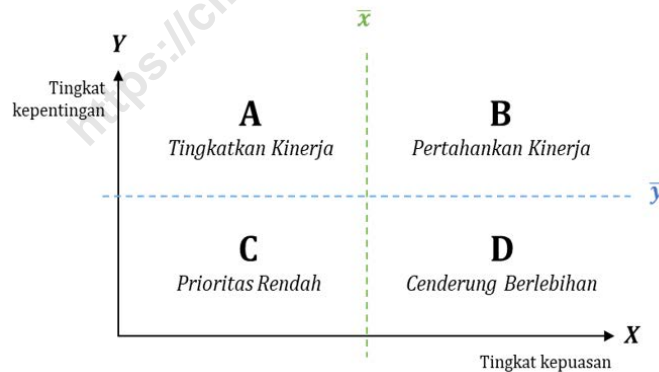 x̅
Y
Tingkat
kepentingan
A
Tingkatkan Kinerja
B
Pertahankan Kinerja
y̅
C
Prioritas Rendah
D
Cenderung Berlebihan
X
Tingkat kepuasan